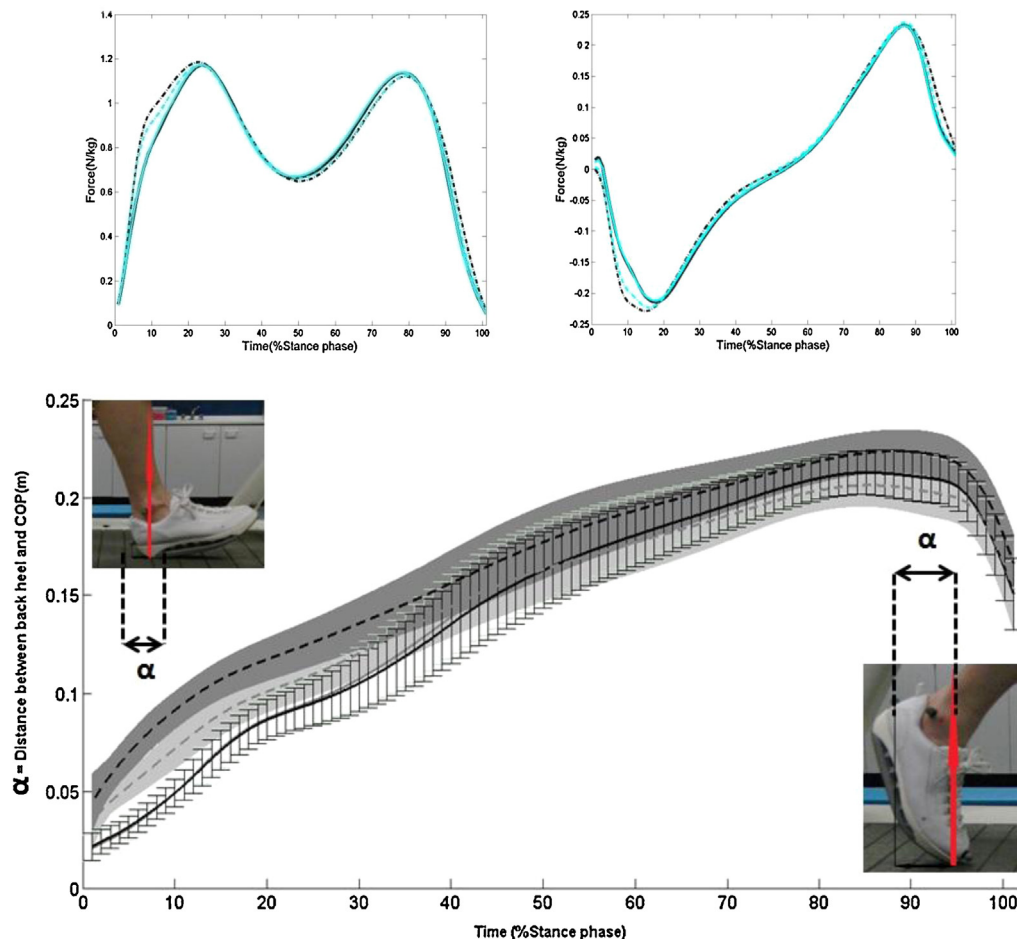 1.4
1.2
1
0.8
0.6
0.4
0.2
0
Force(N/kg)
0 10 20 30 40 50 60 70 80 90 100
Time(%Stance phase)
0.25
0.2
0.15
0.1
0.05
0
-0.05
-0.1
-0.15
-0.2
-0.25
Force(N/kg)
0 10 20 30 40 50 60 70 80 90 100
Time(%Stance phase)
0.25
0.20
0.15
0.1
0.05
0
α= Distance between back heel and COP(m)
α
α
0 10 20 30 40 50 60 70 80 90 100
Time (%Stance phase)